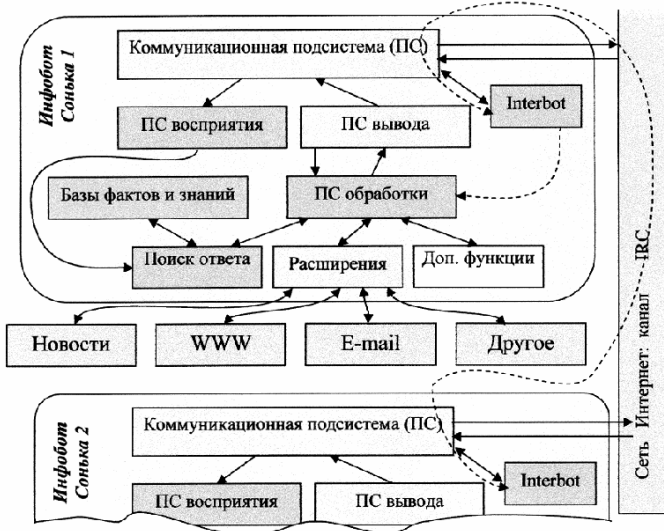 Инфобот
Сонька 1
Коммуникационная подсистема (ПС)
Interbot
ПС восприятия
ПС вывода
Базы фактов и знаний
ПС обработки
Поиск ответа
Расширения
Доп. функции
Новости
WWW
E-mail
Другое
Сеть Интернет: канал IRC
Инфобот
Сонька 2
Коммуникационная подсистема (ПС)
Interbot
ПС восприятия
ПС вывода